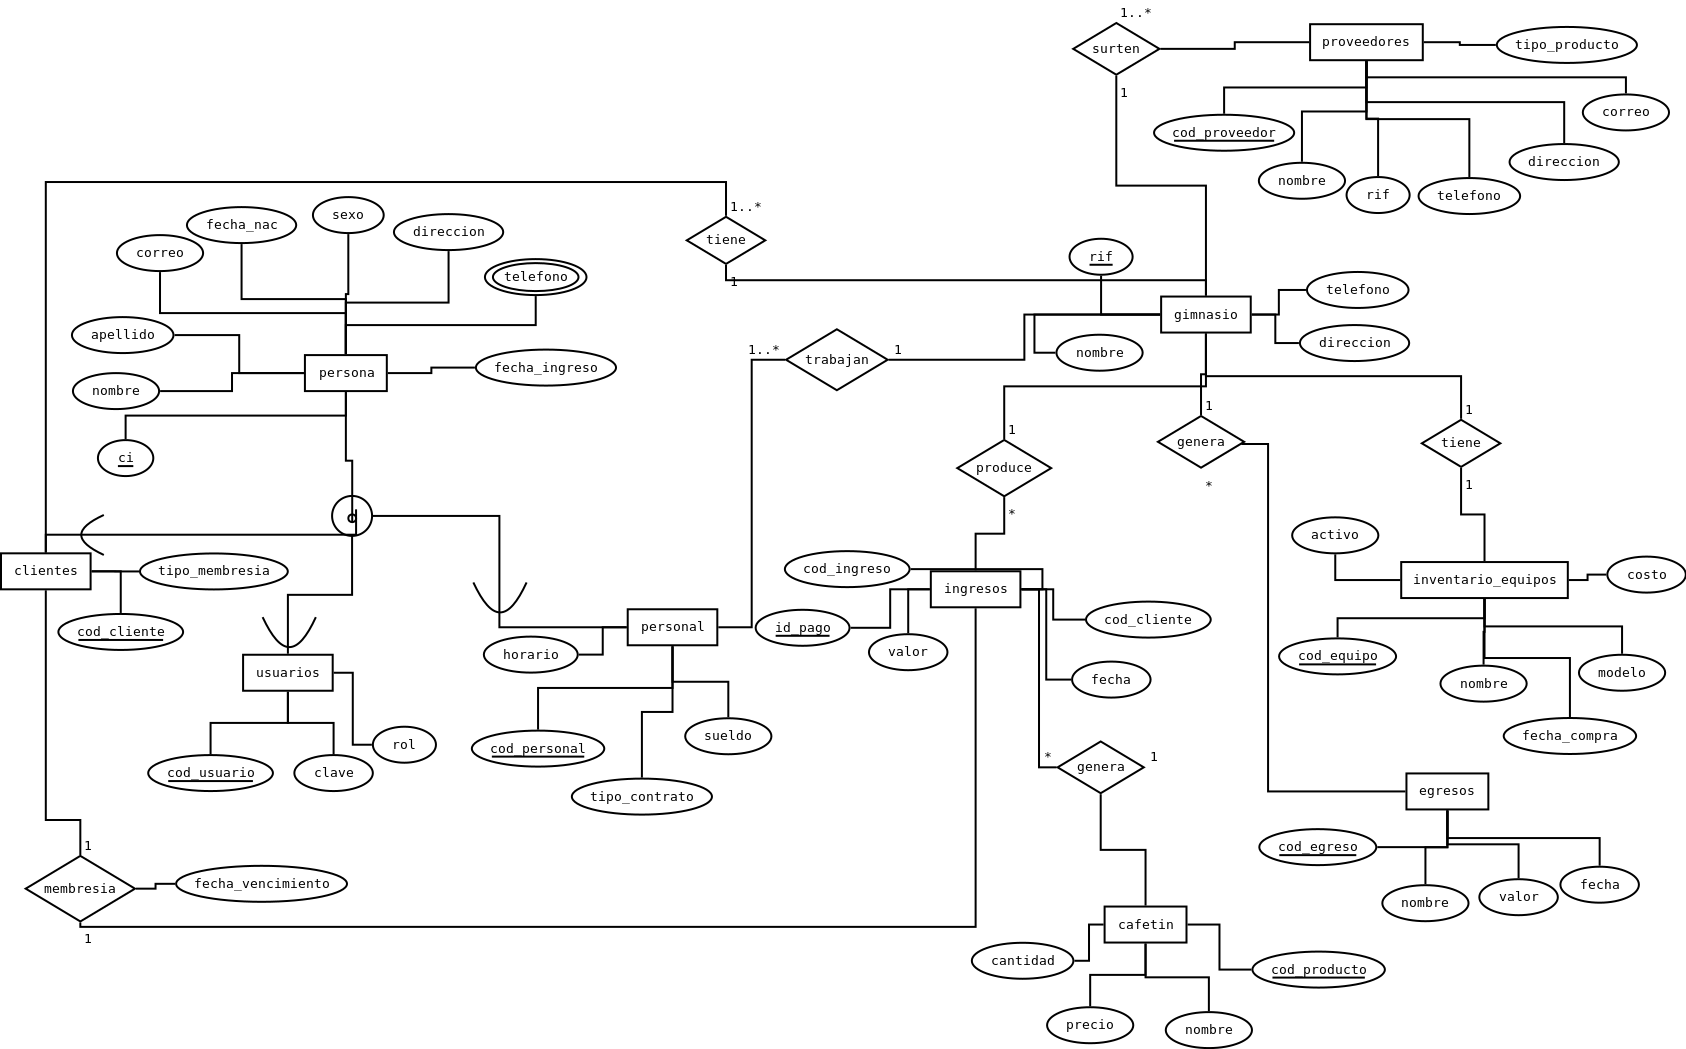 1..*
surten
proveedores
tipo_producto
1
correo
cod_proveedor
direccion
nombre
rif
telefono
1..*
sexo
fecha_nac
direccion
tiene
correo
rif
telefono
1
telefono
gimnasio
apellido
1..*
trabajan
1
nombre
direccion
persona
fecha_ingreso
nombre
1
1
1
genera
tiene
ci
produce
1
*
*
d
activo
clientes
tipo_membresia
cod_ingreso
ingresos
inventario_equipos
costo
cod_cliente
personal
id_pago
cod_cliente
horario
valor
cod_equipo
usuarios
fecha
nombre
modelo
rol
cod_personal
sueldo
fecha_compra
*
genera
1
cod_usuario
clave
tipo_contrato
egresos
1
cod_egreso
membresia
fecha_vencimiento
nombre
valor
fecha
1
cafetin
cantidad
cod_producto
precio
nombre